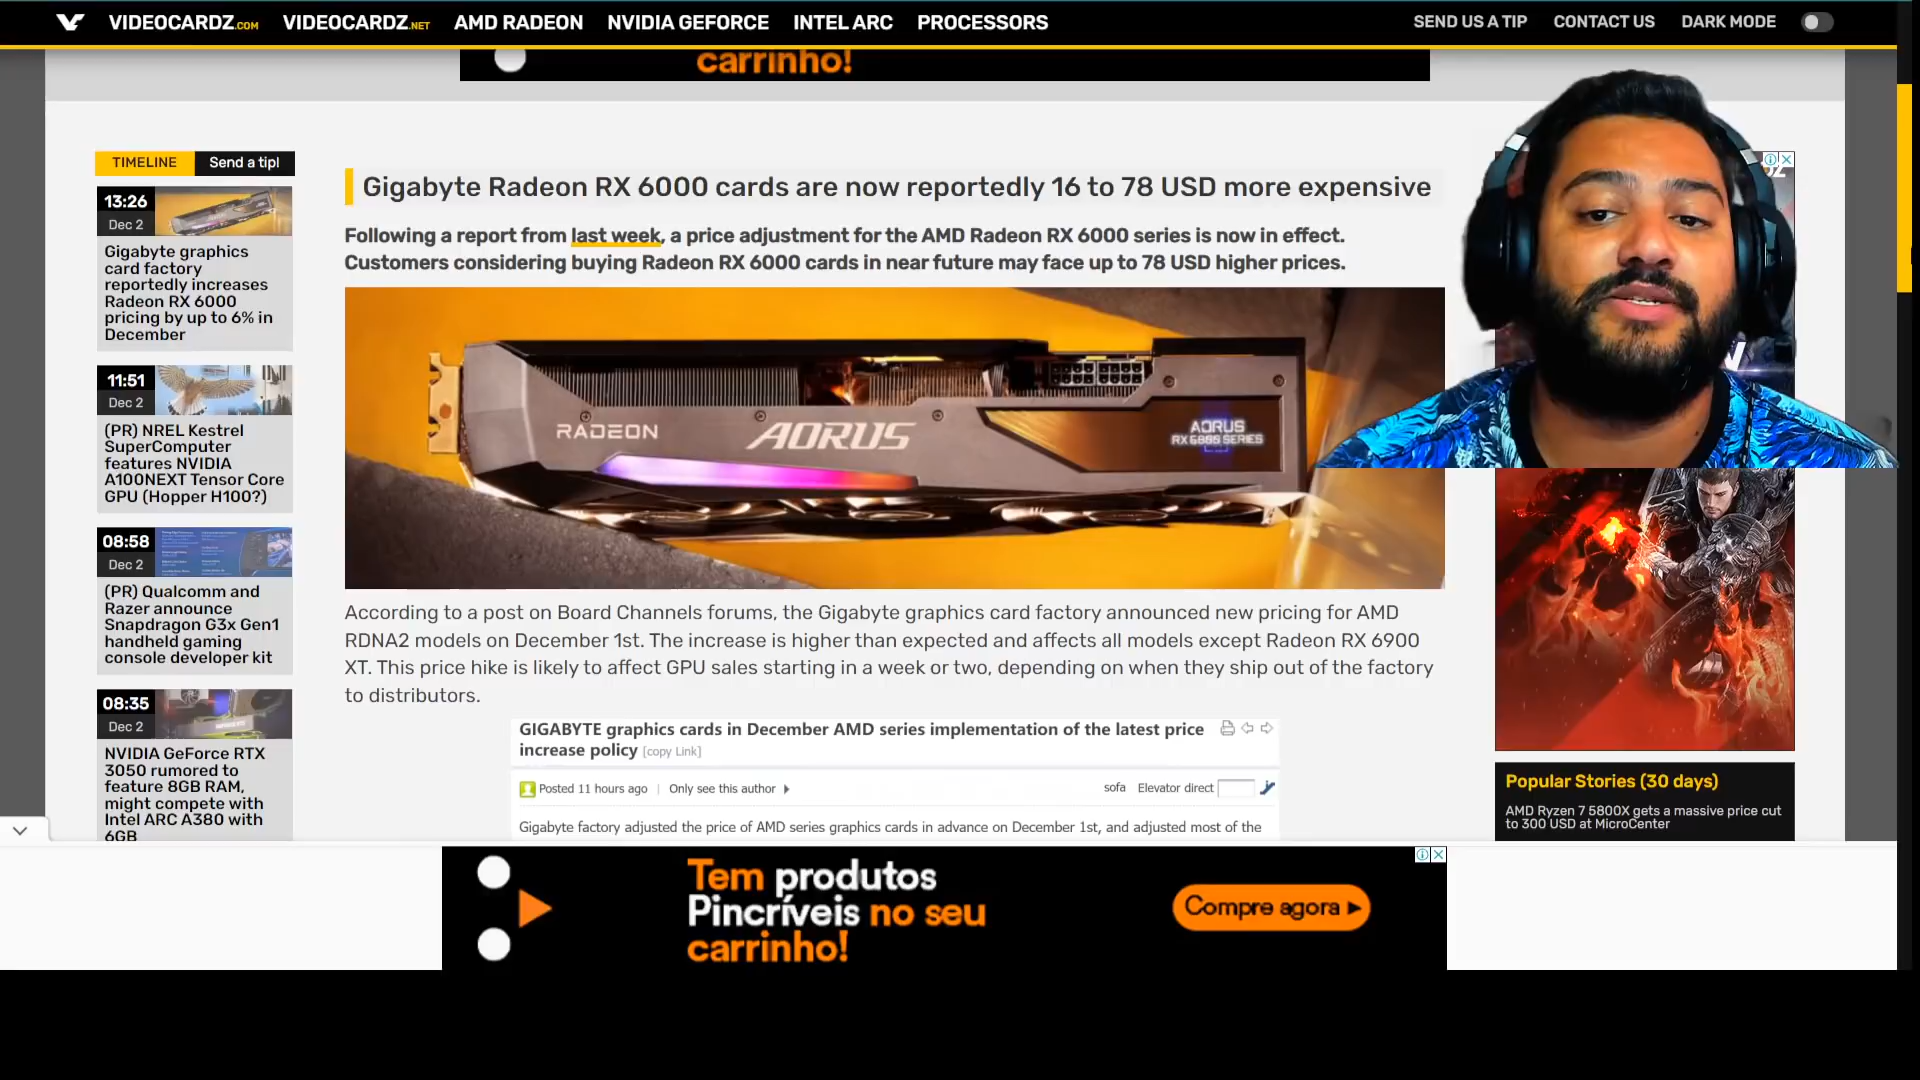 VIDEOCARDZ.COM VIDEOCARDZ.NET AMD RADEON NVIDIA GEFORCE INTEL ARC PROCESSORS SEND US A TIP CONTACT US DARK MODE
carrinho!
TIMELINE Send a tip!
13:26
Dec 2
Gigabyte graphics
card factory
reportedly increases
Radeon RX 6000
pricing by up to 6% in
December
11:51
Dec 2
(PR) NREL Kestrel
SuperComputer
features NVIDIA
A100NEXT Tensor Core
GPU (Hopper H100?)
08:58
Dec 2
(PR) Qualcomm and
Razer announce
Snapdragon G3x Gen1
handheld gaming
console developer kit
08:35
Dec 2
NVIDIA GeForce RTX
3050 rumored to
feature 8GB RAM,
might compete with
Intel ARC A380 with
6GB
Gigabyte Radeon RX 6000 cards are now reportedly 16 to 78 USD more expensive
Following a report from last week, a price adjustment for the AMD Radeon RX 6000 series is now in effect.
Customers considering buying Radeon RX 6000 cards in near future may face up to 78 USD higher prices.
RADEON
AORUS
AORUS
RX 6800 SERIES
According to a post on Board Channels forums, the Gigabyte graphics card factory announced new pricing for AMD
RDNA2 models on December 1st. The increase is higher than expected and affects all models except Radeon RX 6900
XT. This price hike is likely to affect GPU sales starting in a week or two, depending on when they ship out of the factory
to distributors.
GIGABYTE graphics cards in December AMD series implementation of the latest price
increase policy [copy Link]
Posted 11 hours ago | Only see this author sofa Elevator direct
Gigabyte factory adjusted the price of AMD series graphics cards in advance on December 1st, and adjusted most of the
Popular Stories (30 days)
AMD Ryzen 7 5800X gets a massive price cut
to 300 USD at MicroCenter
Tem produtos
Pincríveis no seu
carrinho!
Compre agora